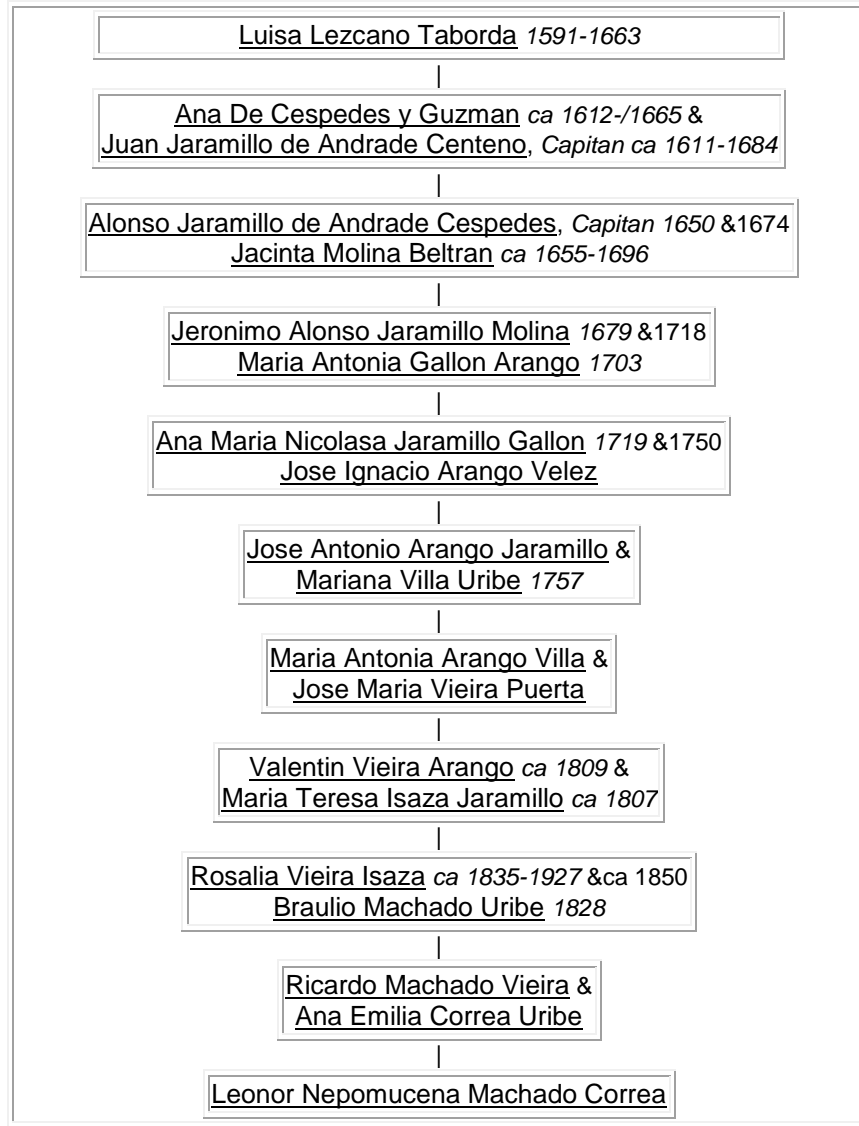 Luisa Lezcano Taborda 1591-1663
Ana De Cespedes y Guzman ca 1612-/1665 &
Juan Jaramillo de Andrade Centeno, Capitan ca 1611-1684
Alonso Jaramillo de Andrade Cespedes, Capitan 1650 &1674
Jacinta Molina Beltran ca 1655-1696
Jeronimo Alonso Jaramillo Molina 1679 &1718
Maria Antonia Gallon Arango 1703
Ana Maria Nicolasa Jaramillo Gallon 1719 &1750
Jose Ignacio Arango Velez
Jose Antonio Arango Jaramillo &
Mariana Villa Uribe 1757
Maria Antonia Arango Villa &
Jose Maria Vieira Puerta
Valentin Vieira Arango ca 1809 &
Maria Teresa Isaza Jaramillo ca 1807
Rosalia Vieira Isaza ca 1835-1927 &ca 1850
Braulio Machado Uribe 1828
Ricardo Machado Vieira &
Ana Emilia Correa Uribe
Leonor Nepomucena Machado Correa